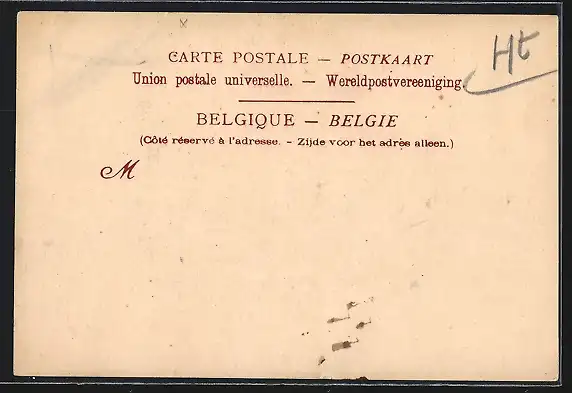 CARTE POSTALE — POSTKAART
Union postale universelle. — Wereldpostvereeniging.
BELGIQUE — BELGIE
(Côté réservé à l'adresse. - Zijde voor het adrès alleen.)
M
Ht